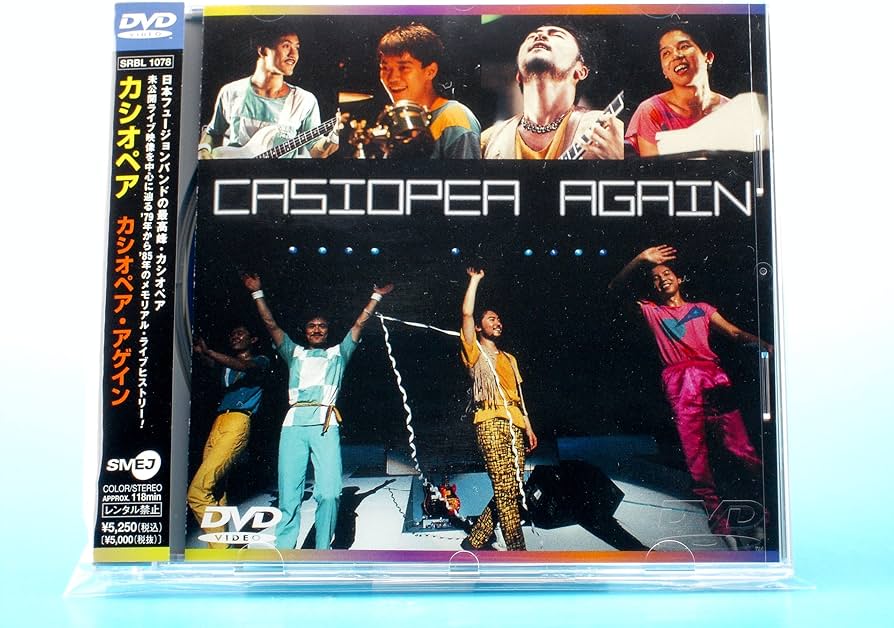 DVD
VIDEO
SRBL 1078
日本フュージョンバンドの最高峰・カシオペア
未公開ライブ映像を中心に辿る'79年から'85年のメモリアル・ライブヒストリー!
カシオペア
カシオペア・アゲイン
SMEJ
COLOR/STEREO
APPROX. 118min
レンタル禁止
¥5,250(税込)
[¥5,000(税抜)]
CASIOPEA AGAIN
DVD
VIDEO
DVD